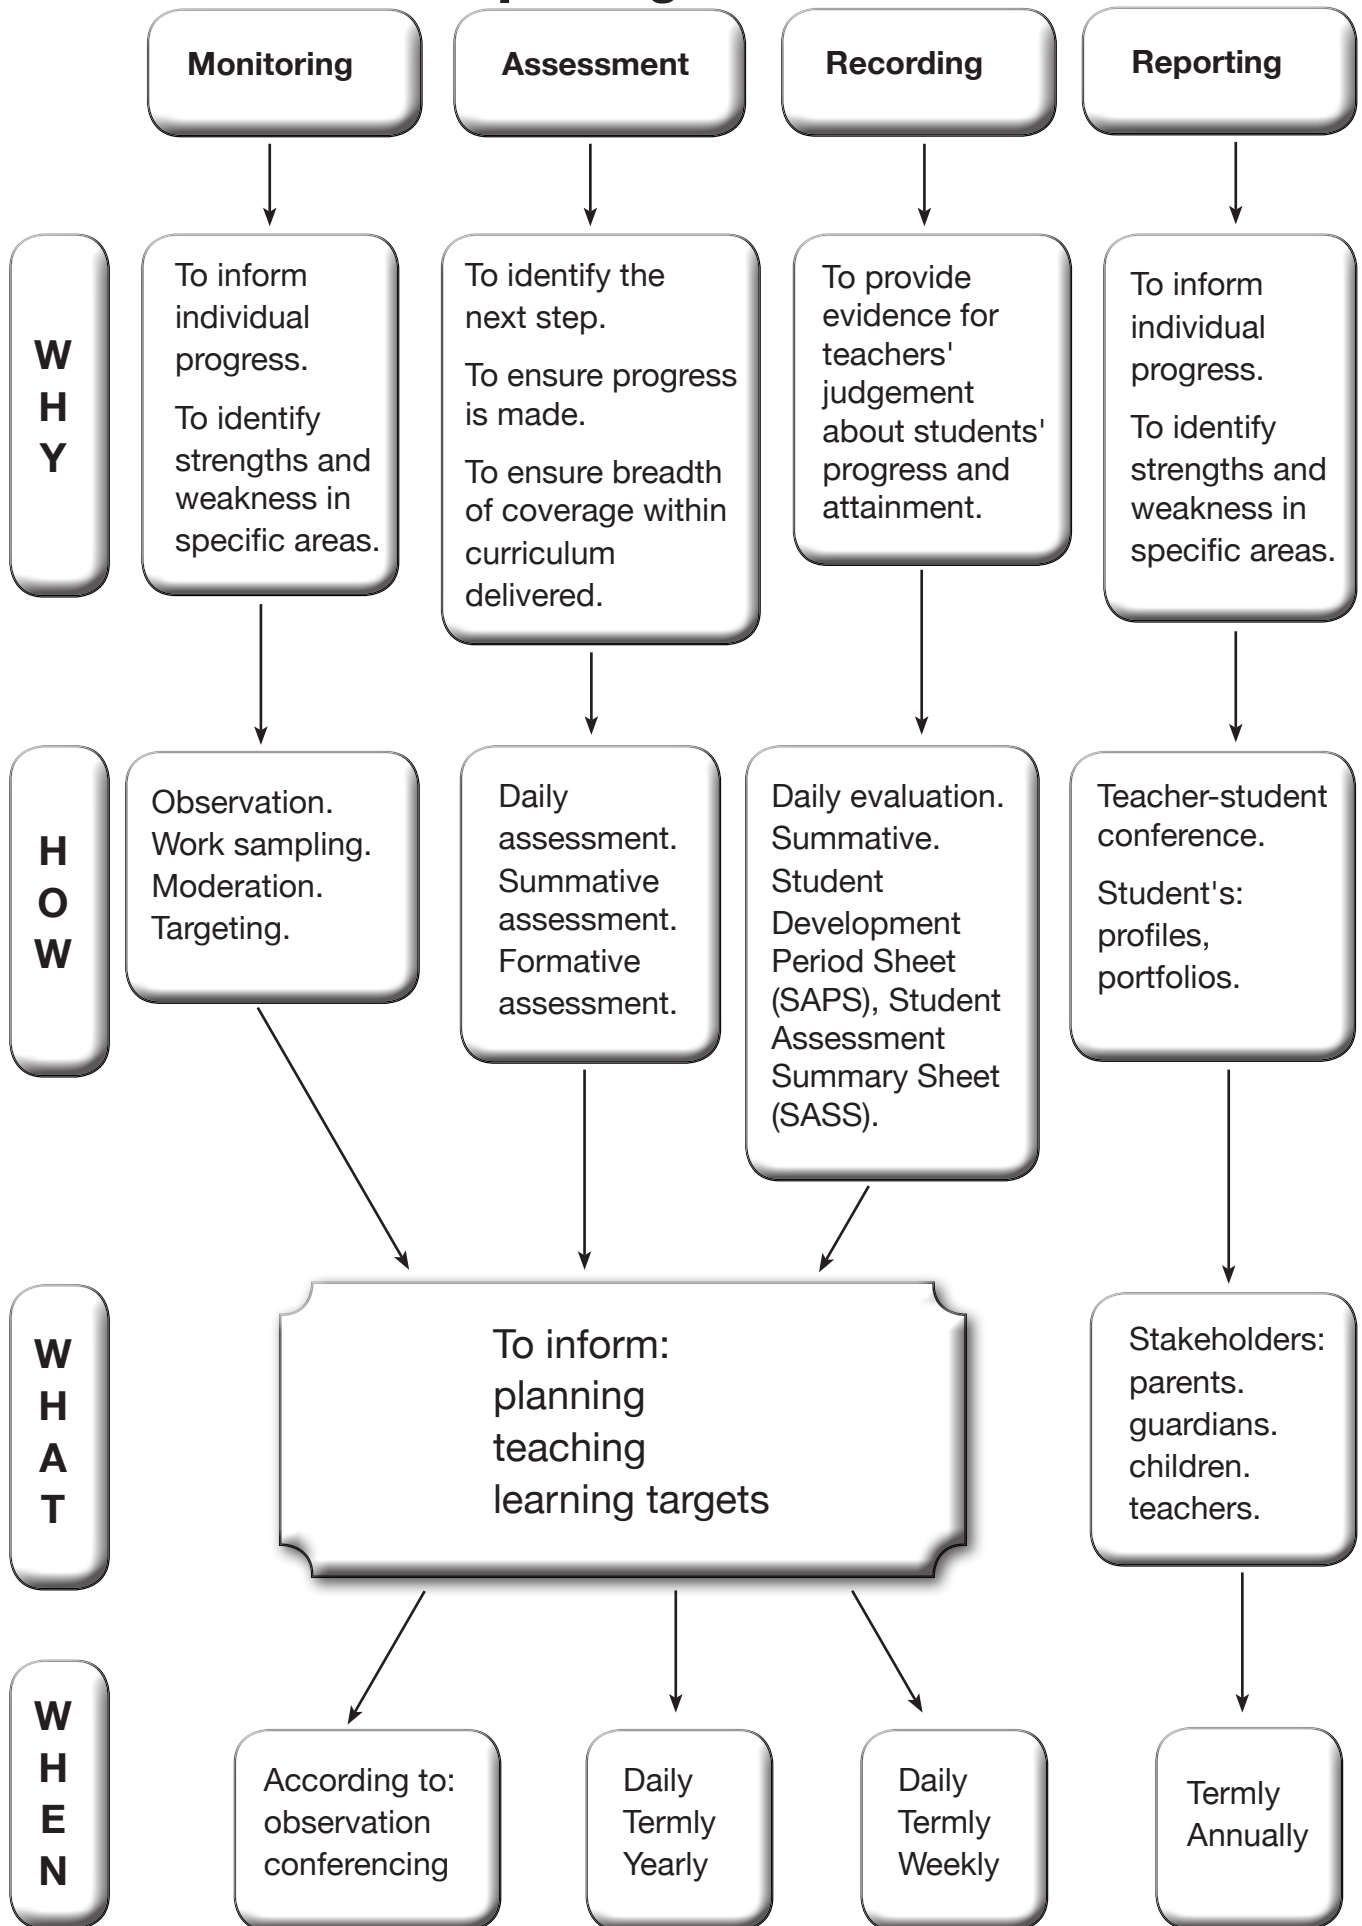 Monitoring
Assessment
Recording
Reporting
WHY
To inform
individual
progress.
To identify
strengths and
weakness in
specific areas.
To identify the
next step.
To ensure progress
is made.
To ensure breadth
of coverage within
curriculum
delivered.
To provide
evidence for
teachers'
judgement
about students'
progress and
attainment.
To inform
individual
progress.
To identify
strengths and
weakness in
specific areas.
HOW
Observation.
Work sampling.
Moderation.
Targeting.
Daily
assessment.
Summative
assessment.
Formative
assessment.
Daily evaluation.
Summative.
Student
Development
Period Sheet
(SAPS), Student
Assessment
Summary Sheet
(SASS).
Teacher-student
conference.
Student's:
profiles,
portfolios.
WHAT
To inform:
planning
teaching
learning targets
Stakeholders:
parents.
guardians.
children.
teachers.
WHEN
According to:
observation
conferencing
Daily
Termly
Yearly
Daily
Termly
Weekly
Termly
Annually